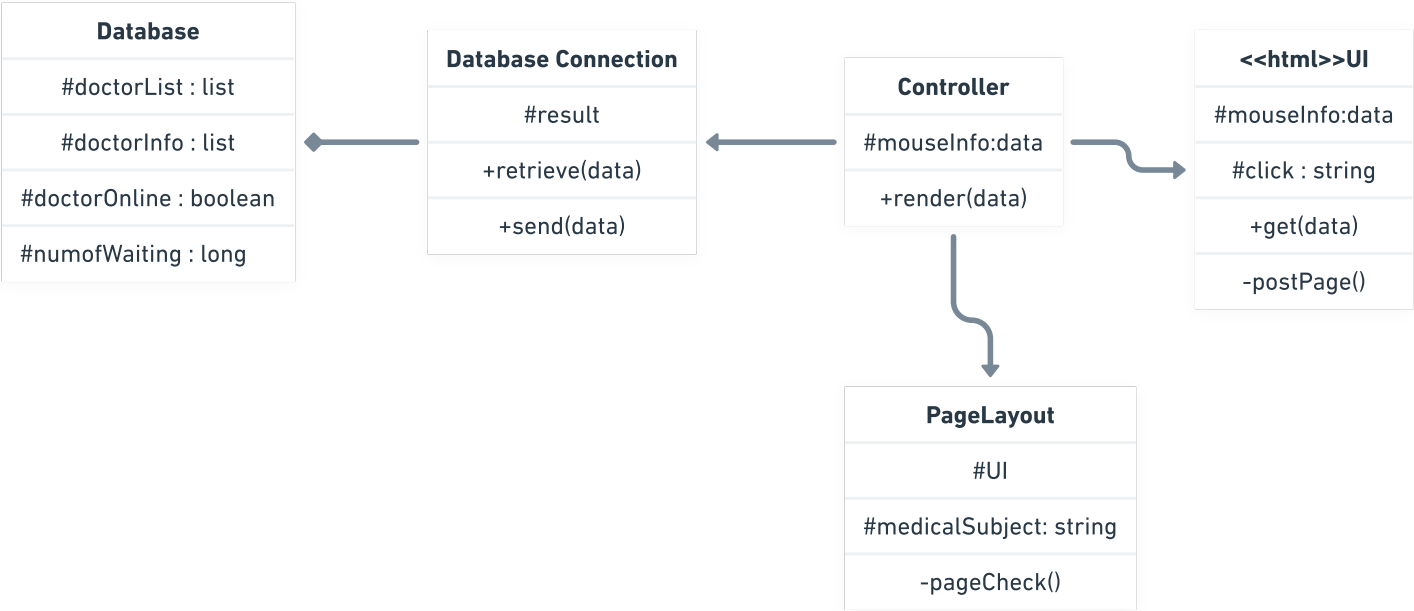 Database
#doctorList : list
#doctorInfo : list
#doctorOnline : boolean
#numofWaiting : long
Database Connection
#result
+retrieve(data)
+send(data)
Controller
#mouseInfo:data
+render(data)
<<html>>UI
#mouseInfo:data
#click : string
+get(data)
-postPage()
PageLayout
#UI
#medicalSubject: string
-pageCheck()